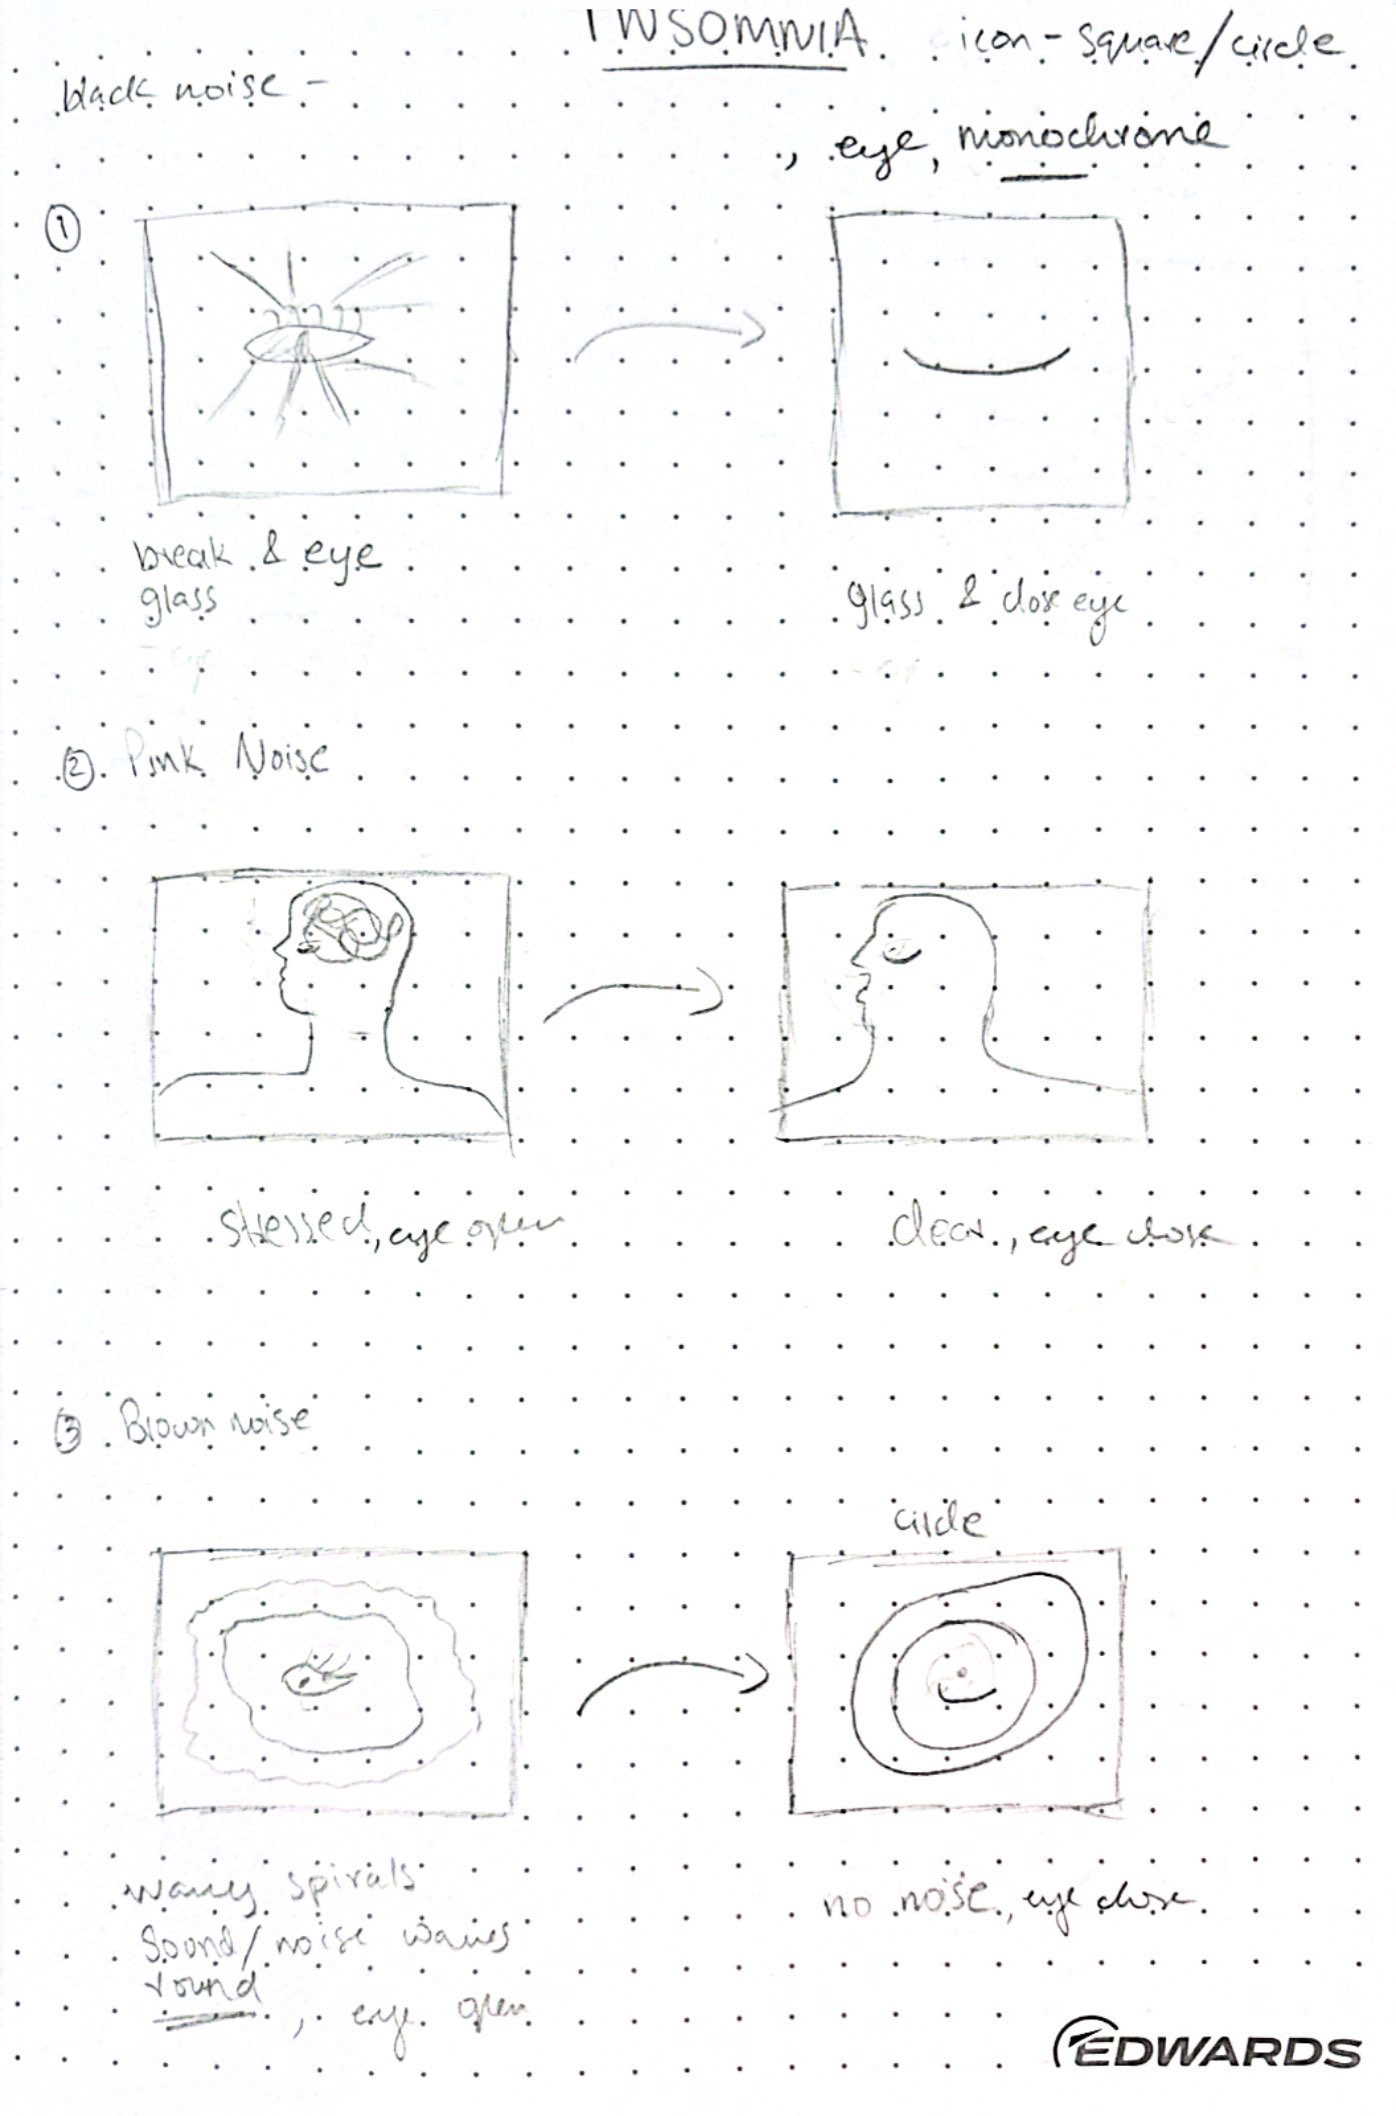 INSOMNIA icon - square/circle
black noise -
, eye, monochrome
1
break & eye
glass
glass & close eye
2 Pink Noise
stressed, eye open
clear, eye close
3 Brown noise
circle
wavey spirals
Sound/noise waves
round
, eye open
no noise, eye close
EDWARDS